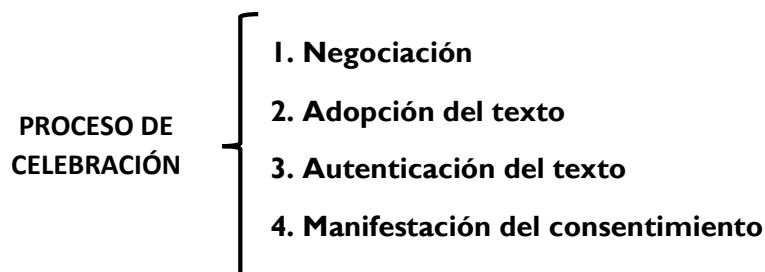 PROCESO DE
CELEBRACIÓN
1. Negociación
2. Adopción del texto
3. Autenticación del texto
4. Manifestación del consentimiento